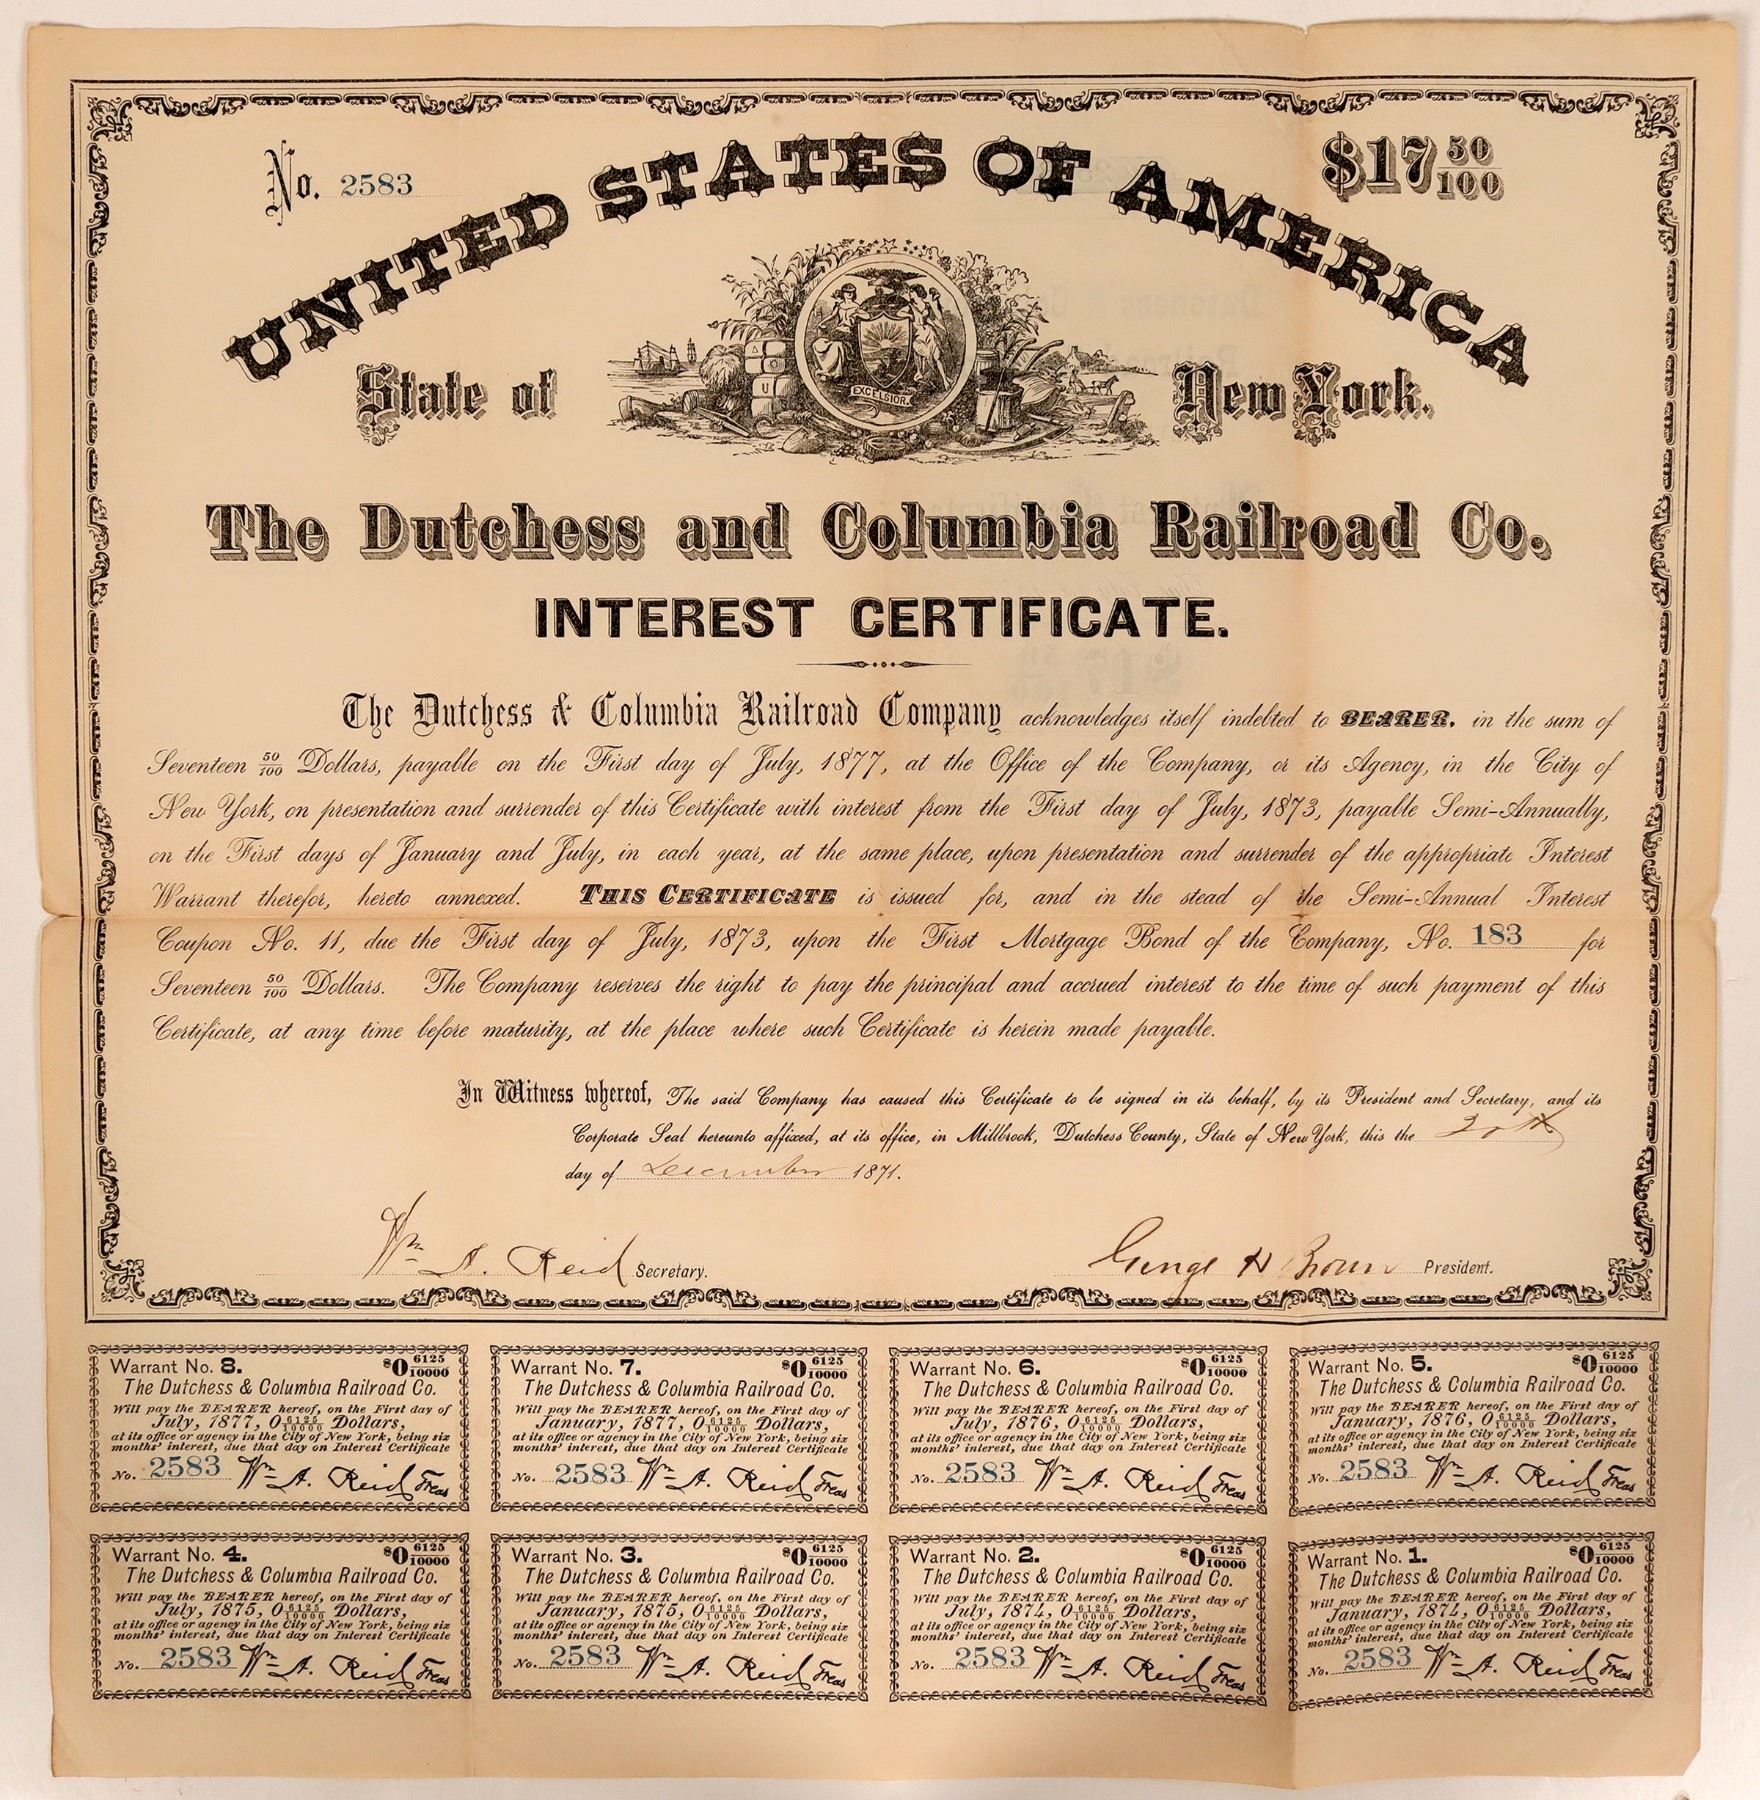 No. 2583
$17 50/100
UNITED STATES OF AMERICA
State of New York.
EXCELSIOR.
The Dutchess and Columbia Railroad Co.
INTEREST CERTIFICATE.
The Dutchess & Columbia Railroad Company acknowledges itself indebted to BEARER, in the sum of
Seventeen 50/100 Dollars, payable on the First day of July, 1877, at the Office of the Company, or its Agency, in the City of
New York, on presentation and surrender of this Certificate with interest from the First day of July, 1873, payable Semi-Annually,
on the First days of January and July, in each year, at the same place, upon presentation and surrender of the appropriate Interest
Warrant therefor, hereto annexed. THIS CERTIFICATE is issued for, and in the stead of the Semi-Annual Interest
Coupon No. 11, due the First day of July, 1873, upon the First Mortgage Bond of the Company, No. 183 for
Seventeen 50/100 Dollars. The Company reserves the right to pay the principal and accrued interest to the time of such payment of this
Certificate, at any time before maturity, at the place where such Certificate is herein made payable.
In Witness whereof, The said Company has caused this Certificate to be signed in its behalf, by its President and Secretary, and its
Corporate Seal hereunto affixed, at its office, in Millbrook, Dutchess County, State of New York, this the
day of December 1871.
Wm A. Reid Secretary.
George H Brown President.
Warrant No. 8. $0 6125/10000
The Dutchess & Columbia Railroad Co.
Will pay the BEARER hereof, on the First day of
July, 1877, 0 6125/10000 Dollars,
at its office or agency in the City of New York, being six
months' interest, due that day on Interest Certificate
No. 2583 Wm A. Reid Treas
Warrant No. 7. $0 6125/10000
The Dutchess & Columbia Railroad Co.
Will pay the BEARER hereof, on the First day of
January, 1877, 0 6125/10000 Dollars,
at its office or agency in the City of New York, being six
months' interest, due that day on Interest Certificate
No. 2583 Wm A. Reid Treas
Warrant No. 6. $0 6125/10000
The Dutchess & Columbia Railroad Co.
Will pay the BEARER hereof, on the First day of
July, 1876, 0 6125/10000 Dollars,
at its office or agency in the City of New York, being six
months' interest, due that day on Interest Certificate
No. 2583 Wm A. Reid Treas
Warrant No. 5. $0 6125/10000
The Dutchess & Columbia Railroad Co.
Will pay the BEARER hereof, on the First day of
January, 1876, 0 6125/10000 Dollars,
at its office or agency in the City of New York, being six
months' interest, due that day on Interest Certificate
No. 2583 Wm A. Reid Treas
Warrant No. 4. $0 6125/10000
The Dutchess & Columbia Railroad Co.
Will pay the BEARER hereof, on the First day of
July, 1875, 0 6125/10000 Dollars,
at its office or agency in the City of New York, being six
months' interest, due that day on Interest Certificate
No. 2583 Wm A. Reid Treas
Warrant No. 3. $0 6125/10000
The Dutchess & Columbia Railroad Co.
Will pay the BEARER hereof, on the First day of
January, 1875, 0 6125/10000 Dollars,
at its office or agency in the City of New York, being six
months' interest, due that day on Interest Certificate
No. 2583 Wm A. Reid Treas
Warrant No. 2. $0 6125/10000
The Dutchess & Columbia Railroad Co.
Will pay the BEARER hereof, on the First day of
July, 1874, 0 6125/10000 Dollars,
at its office or agency in the City of New York, being six
months' interest, due that day on Interest Certificate
No. 2583 Wm A. Reid Treas
Warrant No. 1. $0 6125/10000
The Dutchess & Columbia Railroad Co.
Will pay the BEARER hereof, on the First day of
January, 1874, 0 6125/10000 Dollars,
at its office or agency in the City of New York, being six
months' interest, due that day on Interest Certificate
No. 2583 Wm A. Reid Treas